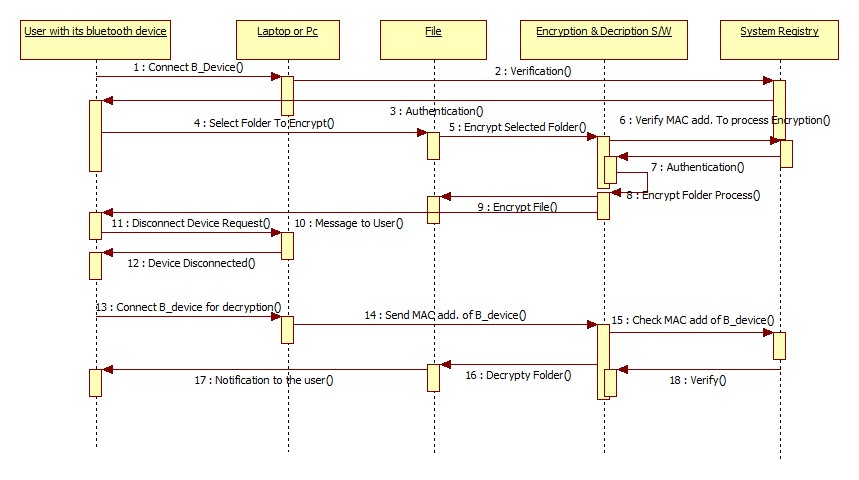 User with its bluetooth device
Laptop or Pc
File
Encryption & Decription S/W
System Registry
1 : Connect B_Device()
2 : Verification()
3 : Authentication()
4 : Select Folder To Encrypt()
5 : Encrypt Selected Folder()
6 : Verify MAC add. To process Encryption()
7 : Authentication()
8 : Encrypt Folder Process()
9 : Encrypt File()
10 : Message to User()
11 : Disconnect Device Request()
12 : Device Disconnected()
13 : Connect B_device for decryption()
14 : Send MAC add. of B_device()
15 : Check MAC add of B_device()
16 : Decrypty Folder()
17 : Notification to the user()
18 : Verify()